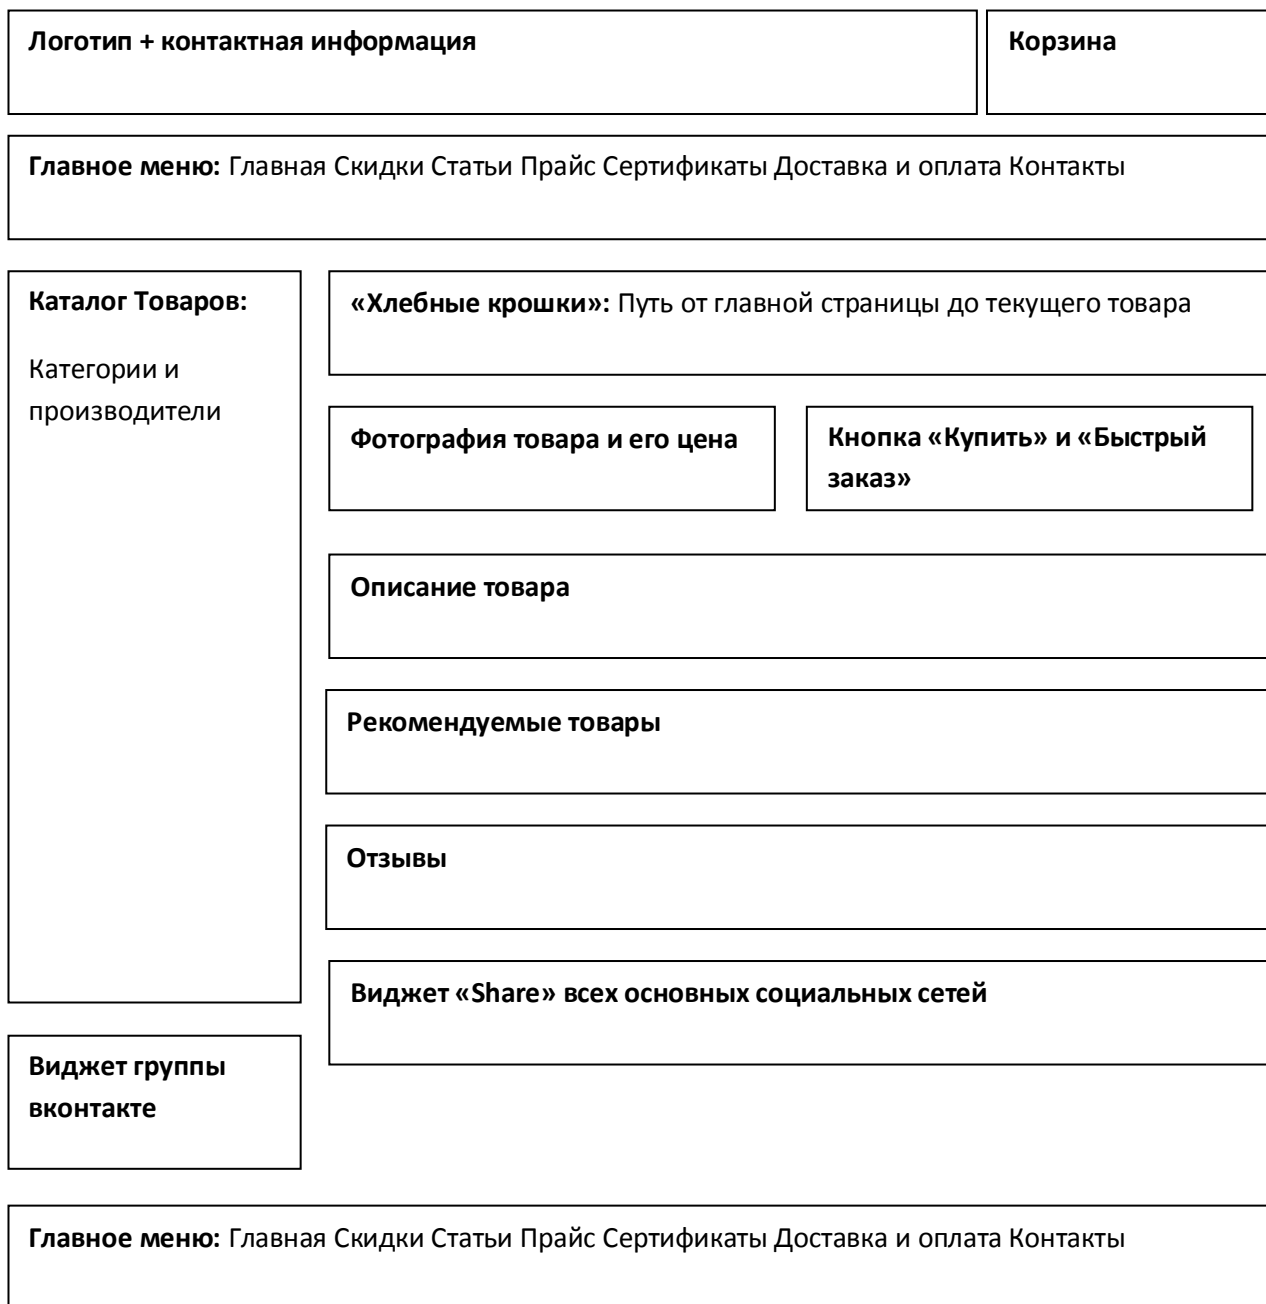 Логотип + контактная информация
Корзина
Главное меню: Главная Скидки Статьи Прайс Сертификаты Доставка и оплата Контакты
Каталог Товаров:
Категории и
производители
«Хлебные крошки»: Путь от главной страницы до текущего товара
Фотография товара и его цена
Кнопка «Купить» и «Быстрый
заказ»
Описание товара
Рекомендуемые товары
Отзывы
Виджет «Share» всех основных социальных сетей
Виджет группы
вконтакте
Главное меню: Главная Скидки Статьи Прайс Сертификаты Доставка и оплата Контакты